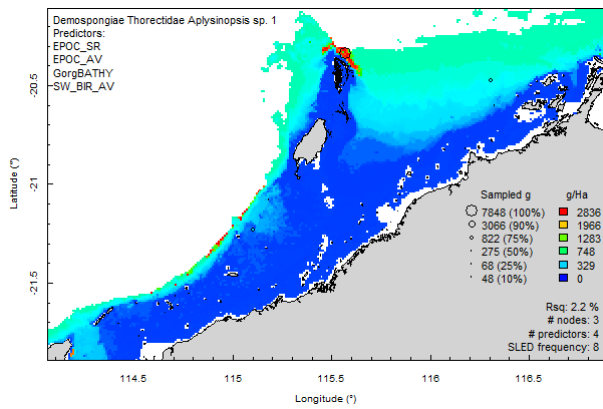 Demospongiae Thorectidae Aplysinopsis sp. 1
Predictors:
EPOC_SR
EPOC_AV
GorgBATHY
SW_BIR_AV
-20.5
-21
-21.5
Latitude (°)
Sampled g g/Ha
7848 (100%) 2836
3066 (90%) 1966
822 (75%) 1283
275 (50%) 748
68 (25%) 329
48 (10%) 0
Rsq: 2.2 %
# nodes: 3
# predictors: 4
SLED frequency: 8
114.5 115 115.5 116 116.5
Longitude (°)